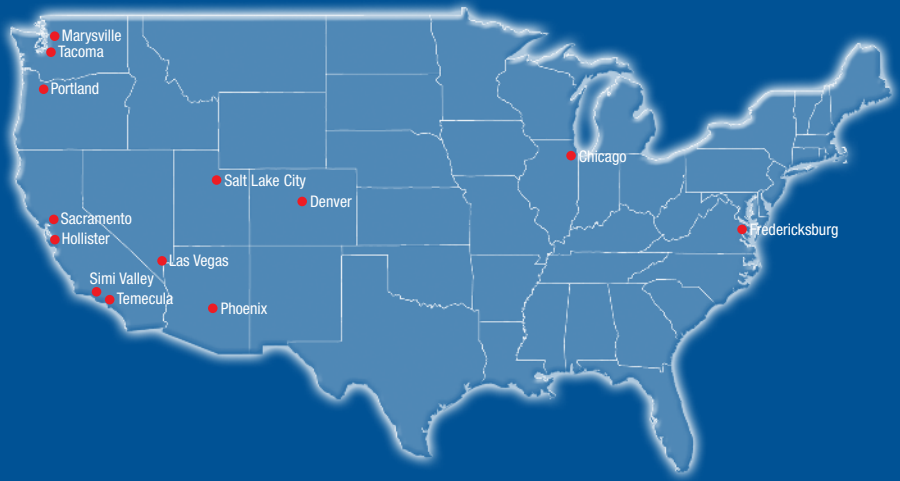 Marysville
Tacoma
Portland
Chicago
Salt Lake City
Denver
Sacramento
Fredericksburg
Hollister
Las Vegas
Simi Valley
Temecula
Phoenix